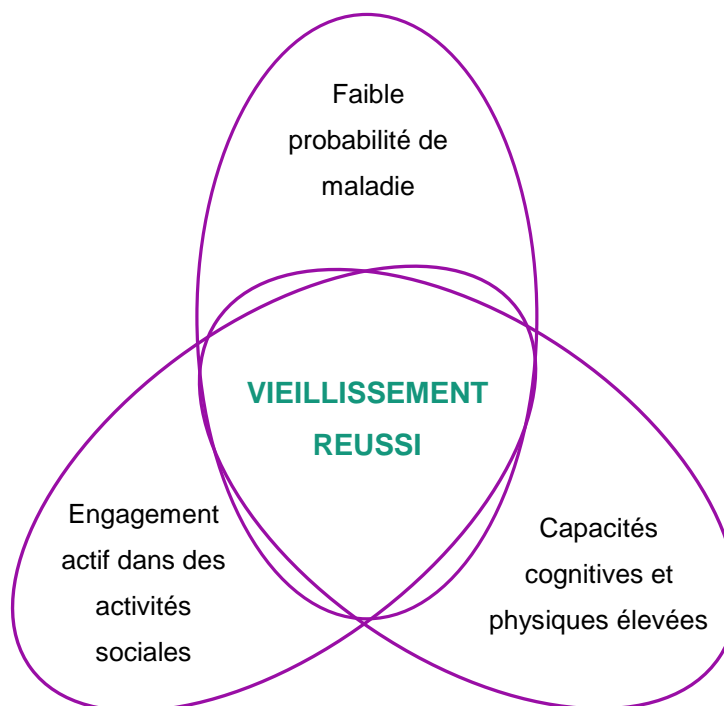 Faible
probabilité de
maladie
VIEILLISSEMENT
REUSSI
Engagement
actif dans des
activités
sociales
Capacités
cognitives et
physiques élevées